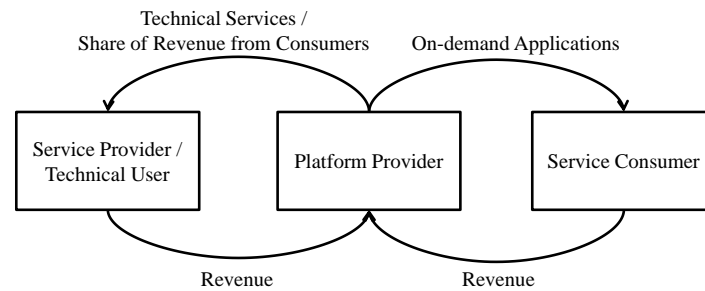 Technical Services /
Share of Revenue from Consumers
On-demand Applications
Service Provider /
Technical User
Platform Provider
Service Consumer
Revenue
Revenue